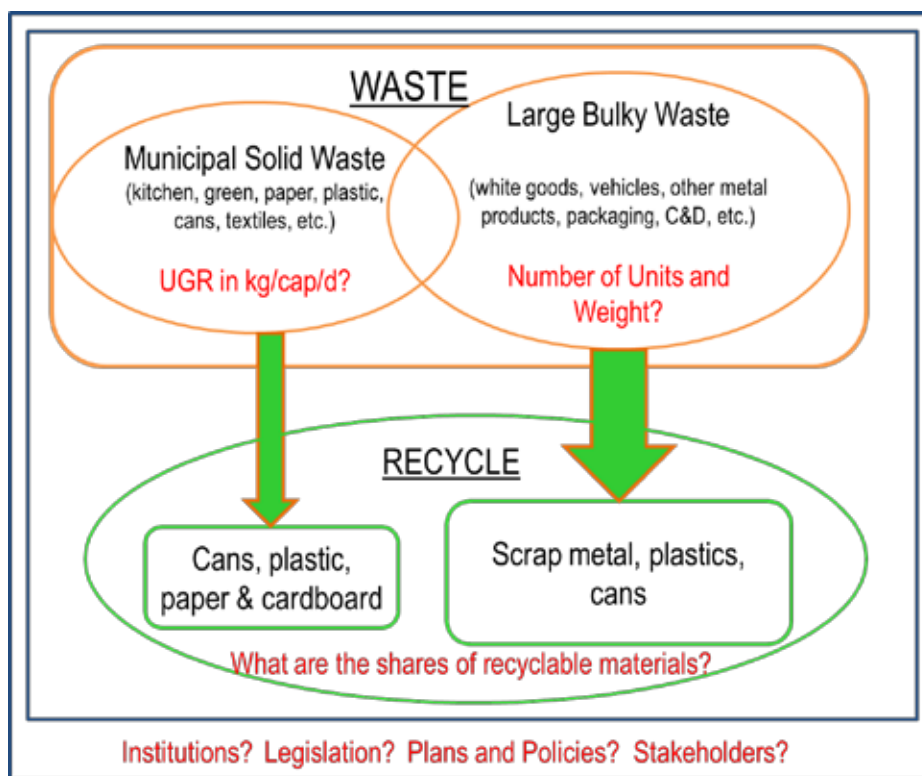 WASTE
Municipal Solid Waste
(kitchen, green, paper, plastic,
cans, textiles, etc.)
UGR in kg/cap/d?
Large Bulky Waste
(white goods, vehicles, other metal
products, packaging, C&D, etc.)
Number of Units and
Weight?
RECYCLE
Cans, plastic,
paper & cardboard
Scrap metal, plastics,
cans
What are the shares of recyclable materials?
Institutions? Legislation? Plans and Policies? Stakeholders?